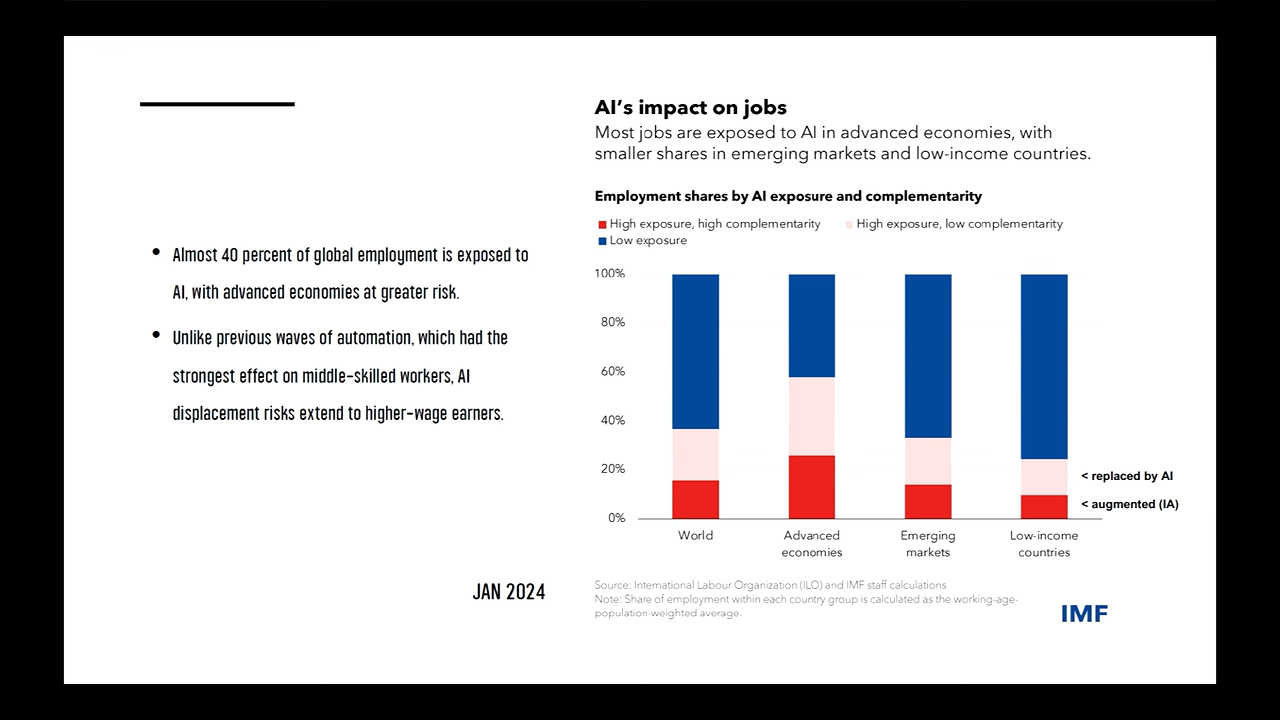 • Almost 40 percent of global employment is exposed to
AI, with advanced economies at greater risk.
• Unlike previous waves of automation, which had the
strongest effect on middle-skilled workers, AI
displacement risks extend to higher-wage earners.
JAN 2024
AI's impact on jobs
Most jobs are exposed to AI in advanced economies, with
smaller shares in emerging markets and low-income countries.
Employment shares by AI exposure and complementarity
High exposure, high complementarity High exposure, low complementarity
Low exposure
100%
80%
60%
40%
20%
0%
< replaced by AI
< augmented (IA)
World Advanced economies Emerging markets Low-income countries
Source: International Labour Organization (ILO) and IMF staff calculations
Note: Share of employment within each country group is calculated as the working-age-
population-weighted average.
IMF